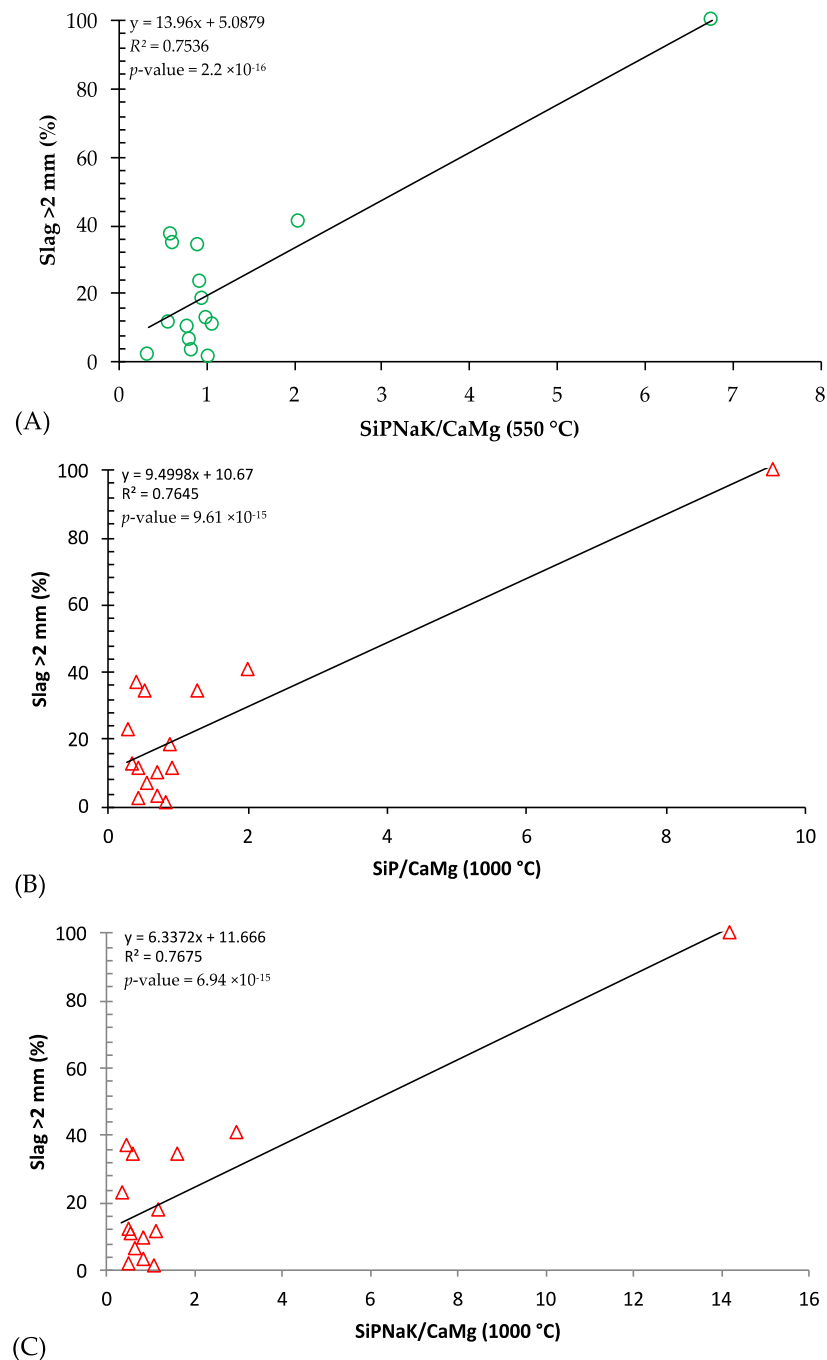 y = 13.96x + 5.0879
R² = 0.7536
p-value = 2.2 ×10⁻¹⁶
100
80
60
40
20
0
Slag >2 mm (%)
0 1 2 3 4 5 6 7 8
SiPNaK/CaMg (550 °C)
(A)
y = 9.4998x + 10.67
R² = 0.7645
p-value = 9.61 ×10⁻¹⁵
100
80
60
40
20
0
Slag >2 mm (%)
0 2 4 6 8 10
SiP/CaMg (1000 °C)
(B)
y = 6.3372x + 11.666
R² = 0.7675
p-value = 6.94 ×10⁻¹⁵
100
80
60
40
20
0
Slag >2 mm (%)
0 2 4 6 8 10 12 14 16
SiPNaK/CaMg (1000 °C)
(C)